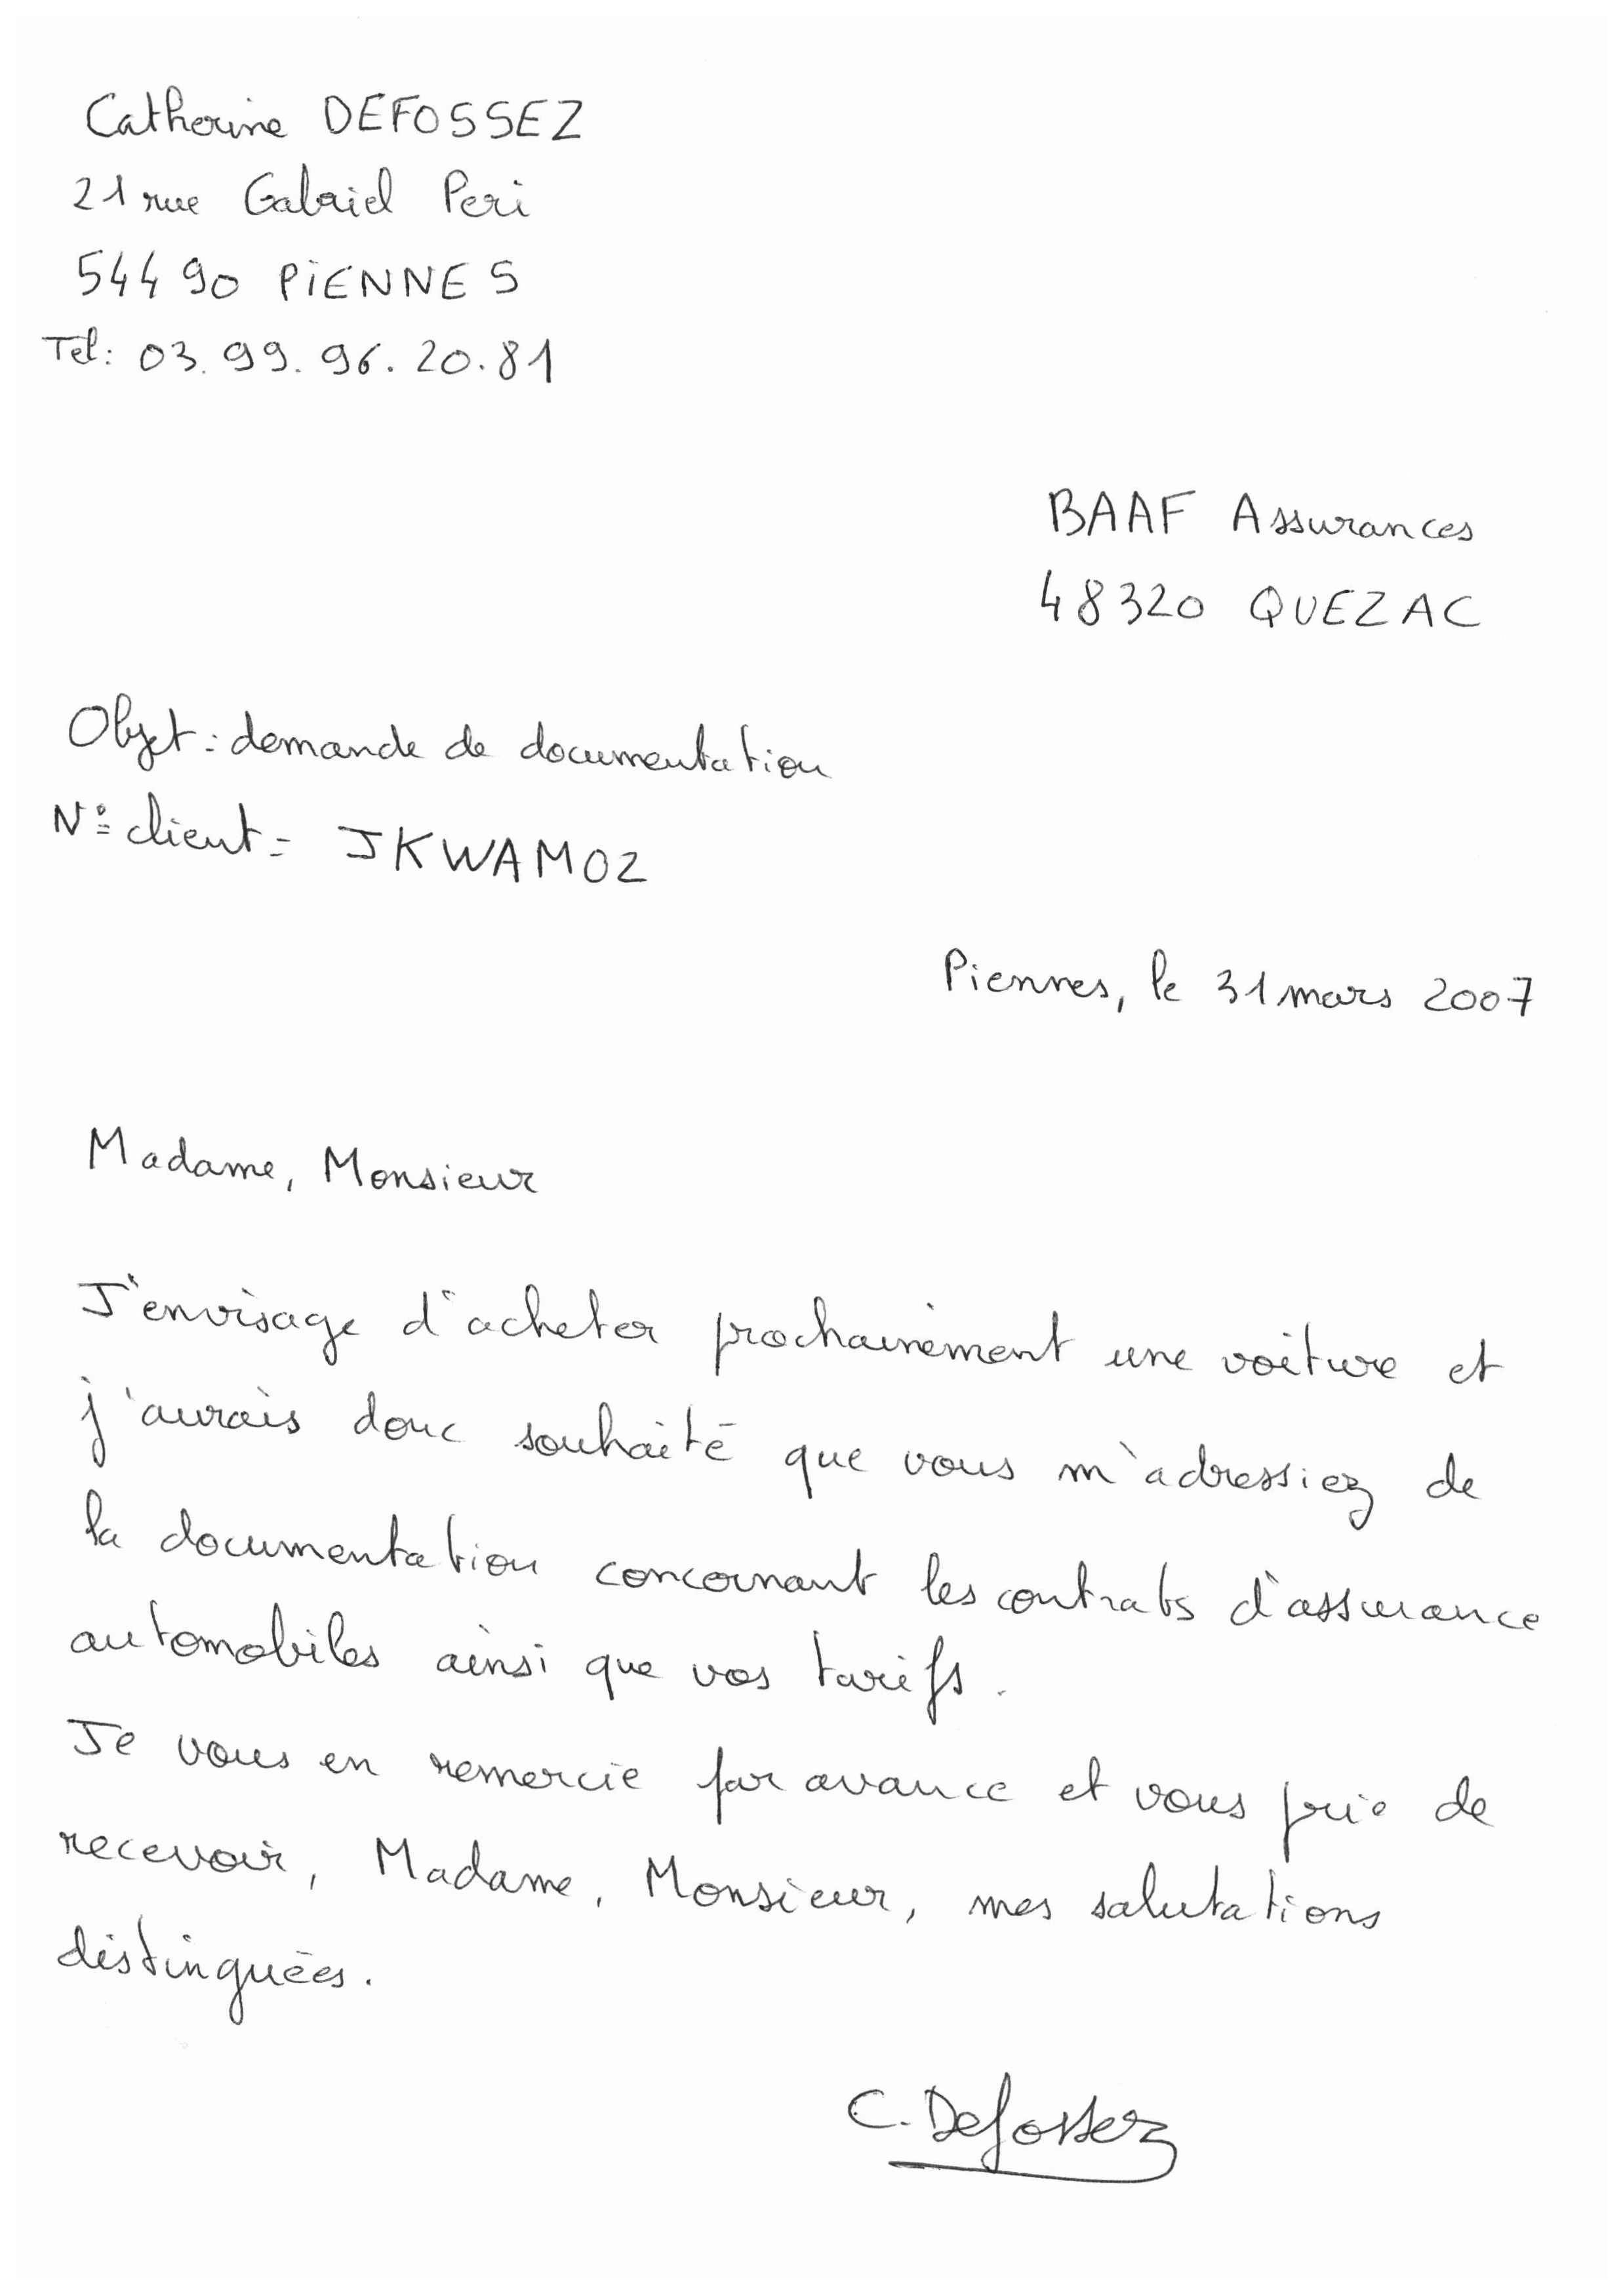 Catherine DEFOSSEZ
21 rue Gabriel Peri
54490 PIENNES
Tel: 03.99.96.20.81
BAAF Assurances
48320 QUEZAC
Objet: demande de documentation
N° client: JKWAM02
Piennes, le 31 mars 2007
Madame, Monsieur
J'envisage d'acheter prochainement une voiture et
j'aurais donc souhaité que vous m'adressiez de
la documentation concernant les contrats d'assurance
automobiles ainsi que vos tarifs.
Je vous en remercie par avance et vous prie de
recevoir, Madame, Monsieur, mes salutations
distinguées.
C. Defossez